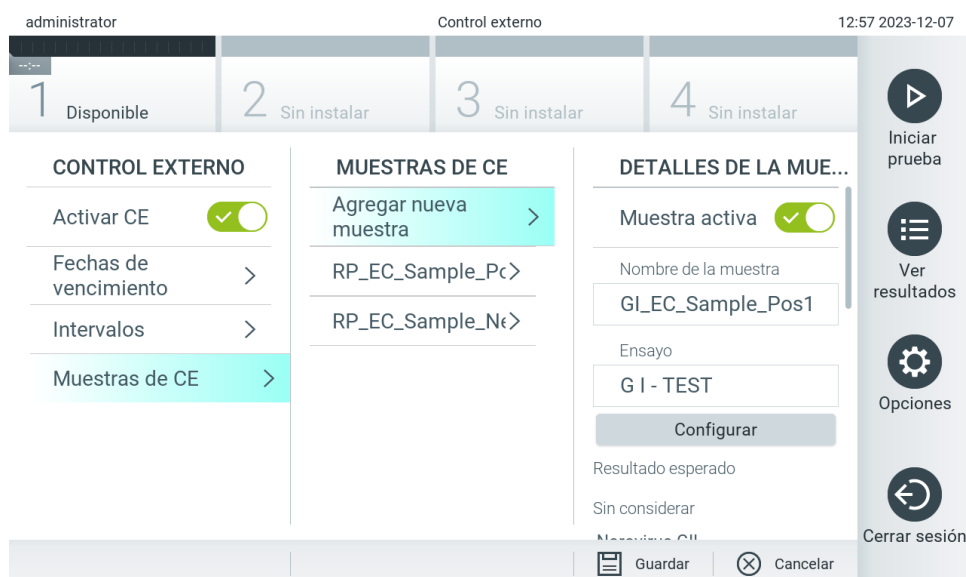 administrator
Control externo
12:57 2023-12-07
--:--
1 Disponible
2 Sin instalar
3 Sin instalar
4 Sin instalar
CONTROL EXTERNO
Activar CE
Fechas de
vencimiento
Intervalos
Muestras de CE
MUESTRAS DE CE
Agregar nueva
muestra
RP_EC_Sample_Po
RP_EC_Sample_Ne
DETALLES DE LA MUE...
Muestra activa
Nombre de la muestra
GI_EC_Sample_Pos1
Ensayo
G I - TEST
Configurar
Resultado esperado
Sin considerar
Norovirus GII
Guardar
Cancelar
Iniciar
prueba
Ver
resultados
Opciones
Cerrar sesión